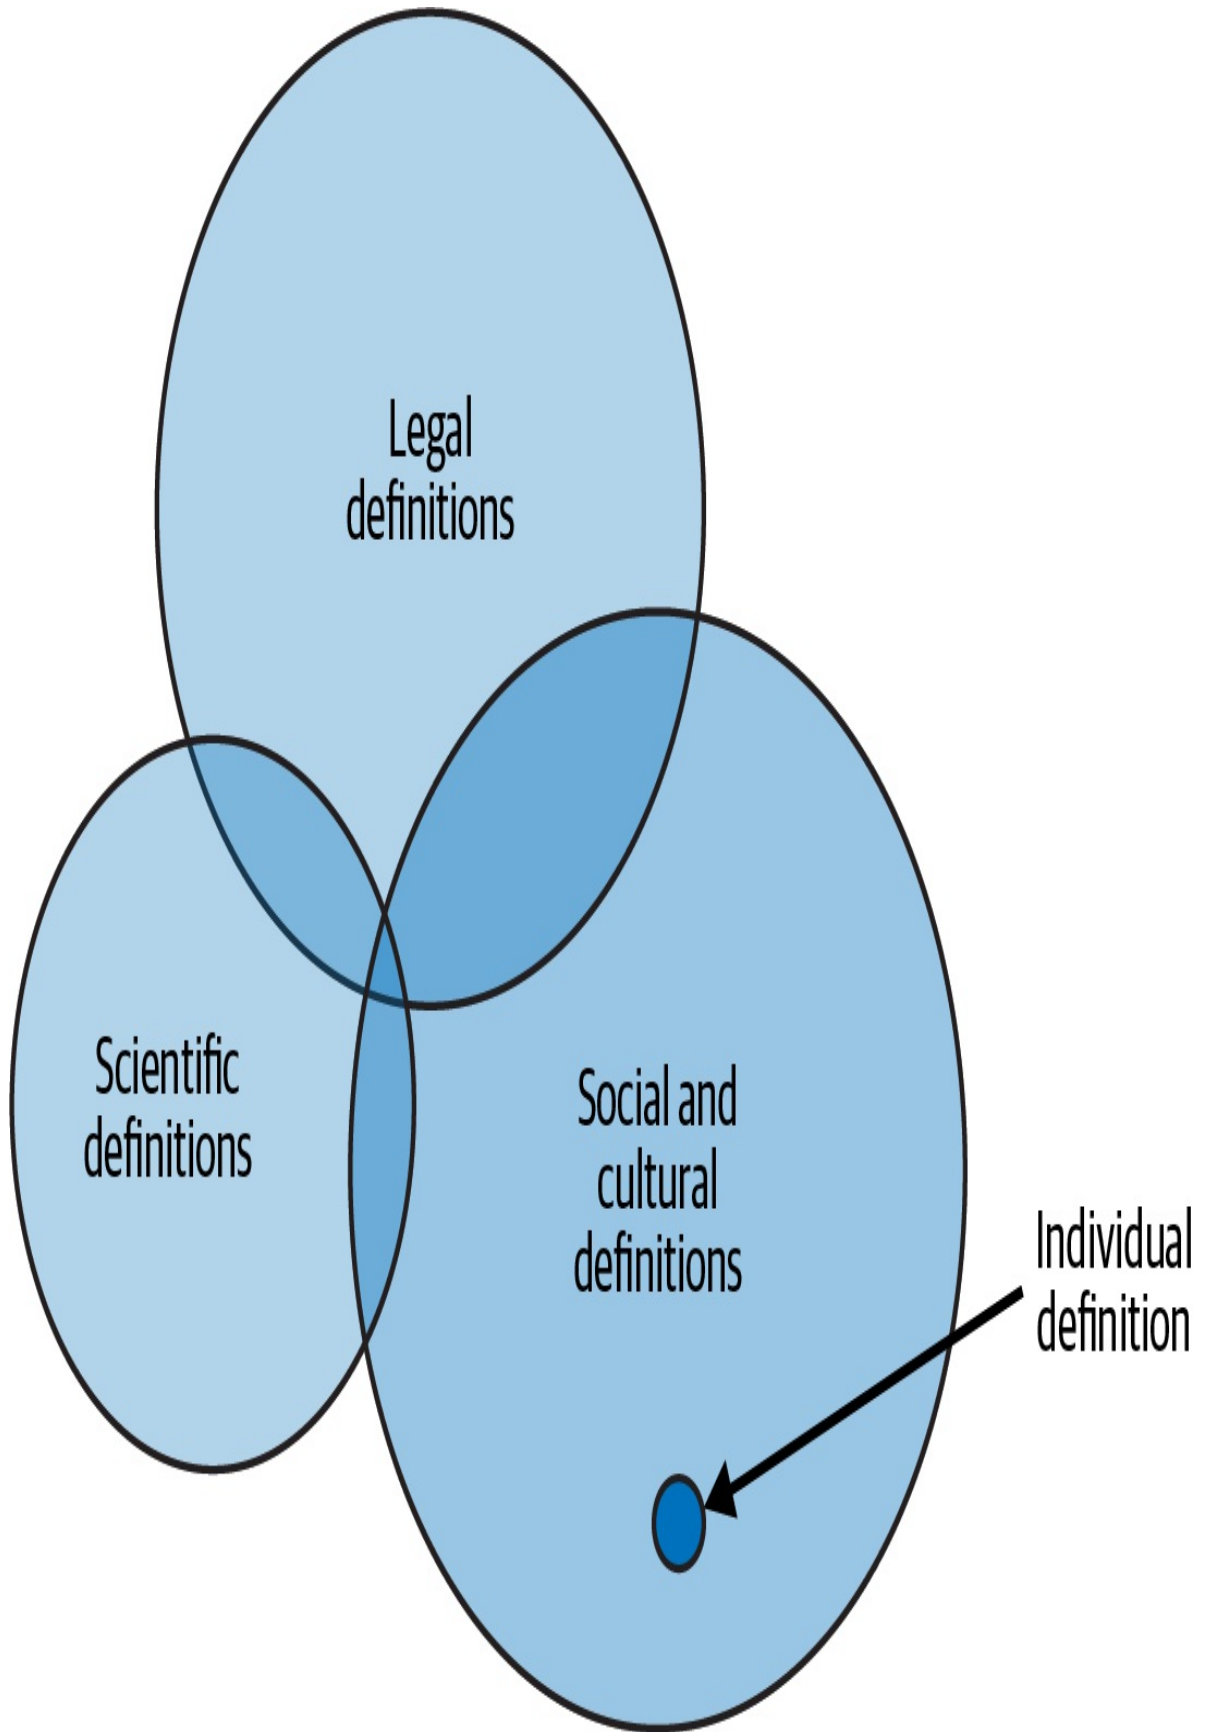 Legal
definitions
Scientific
definitions
Social and
cultural
definitions
Individual
definition